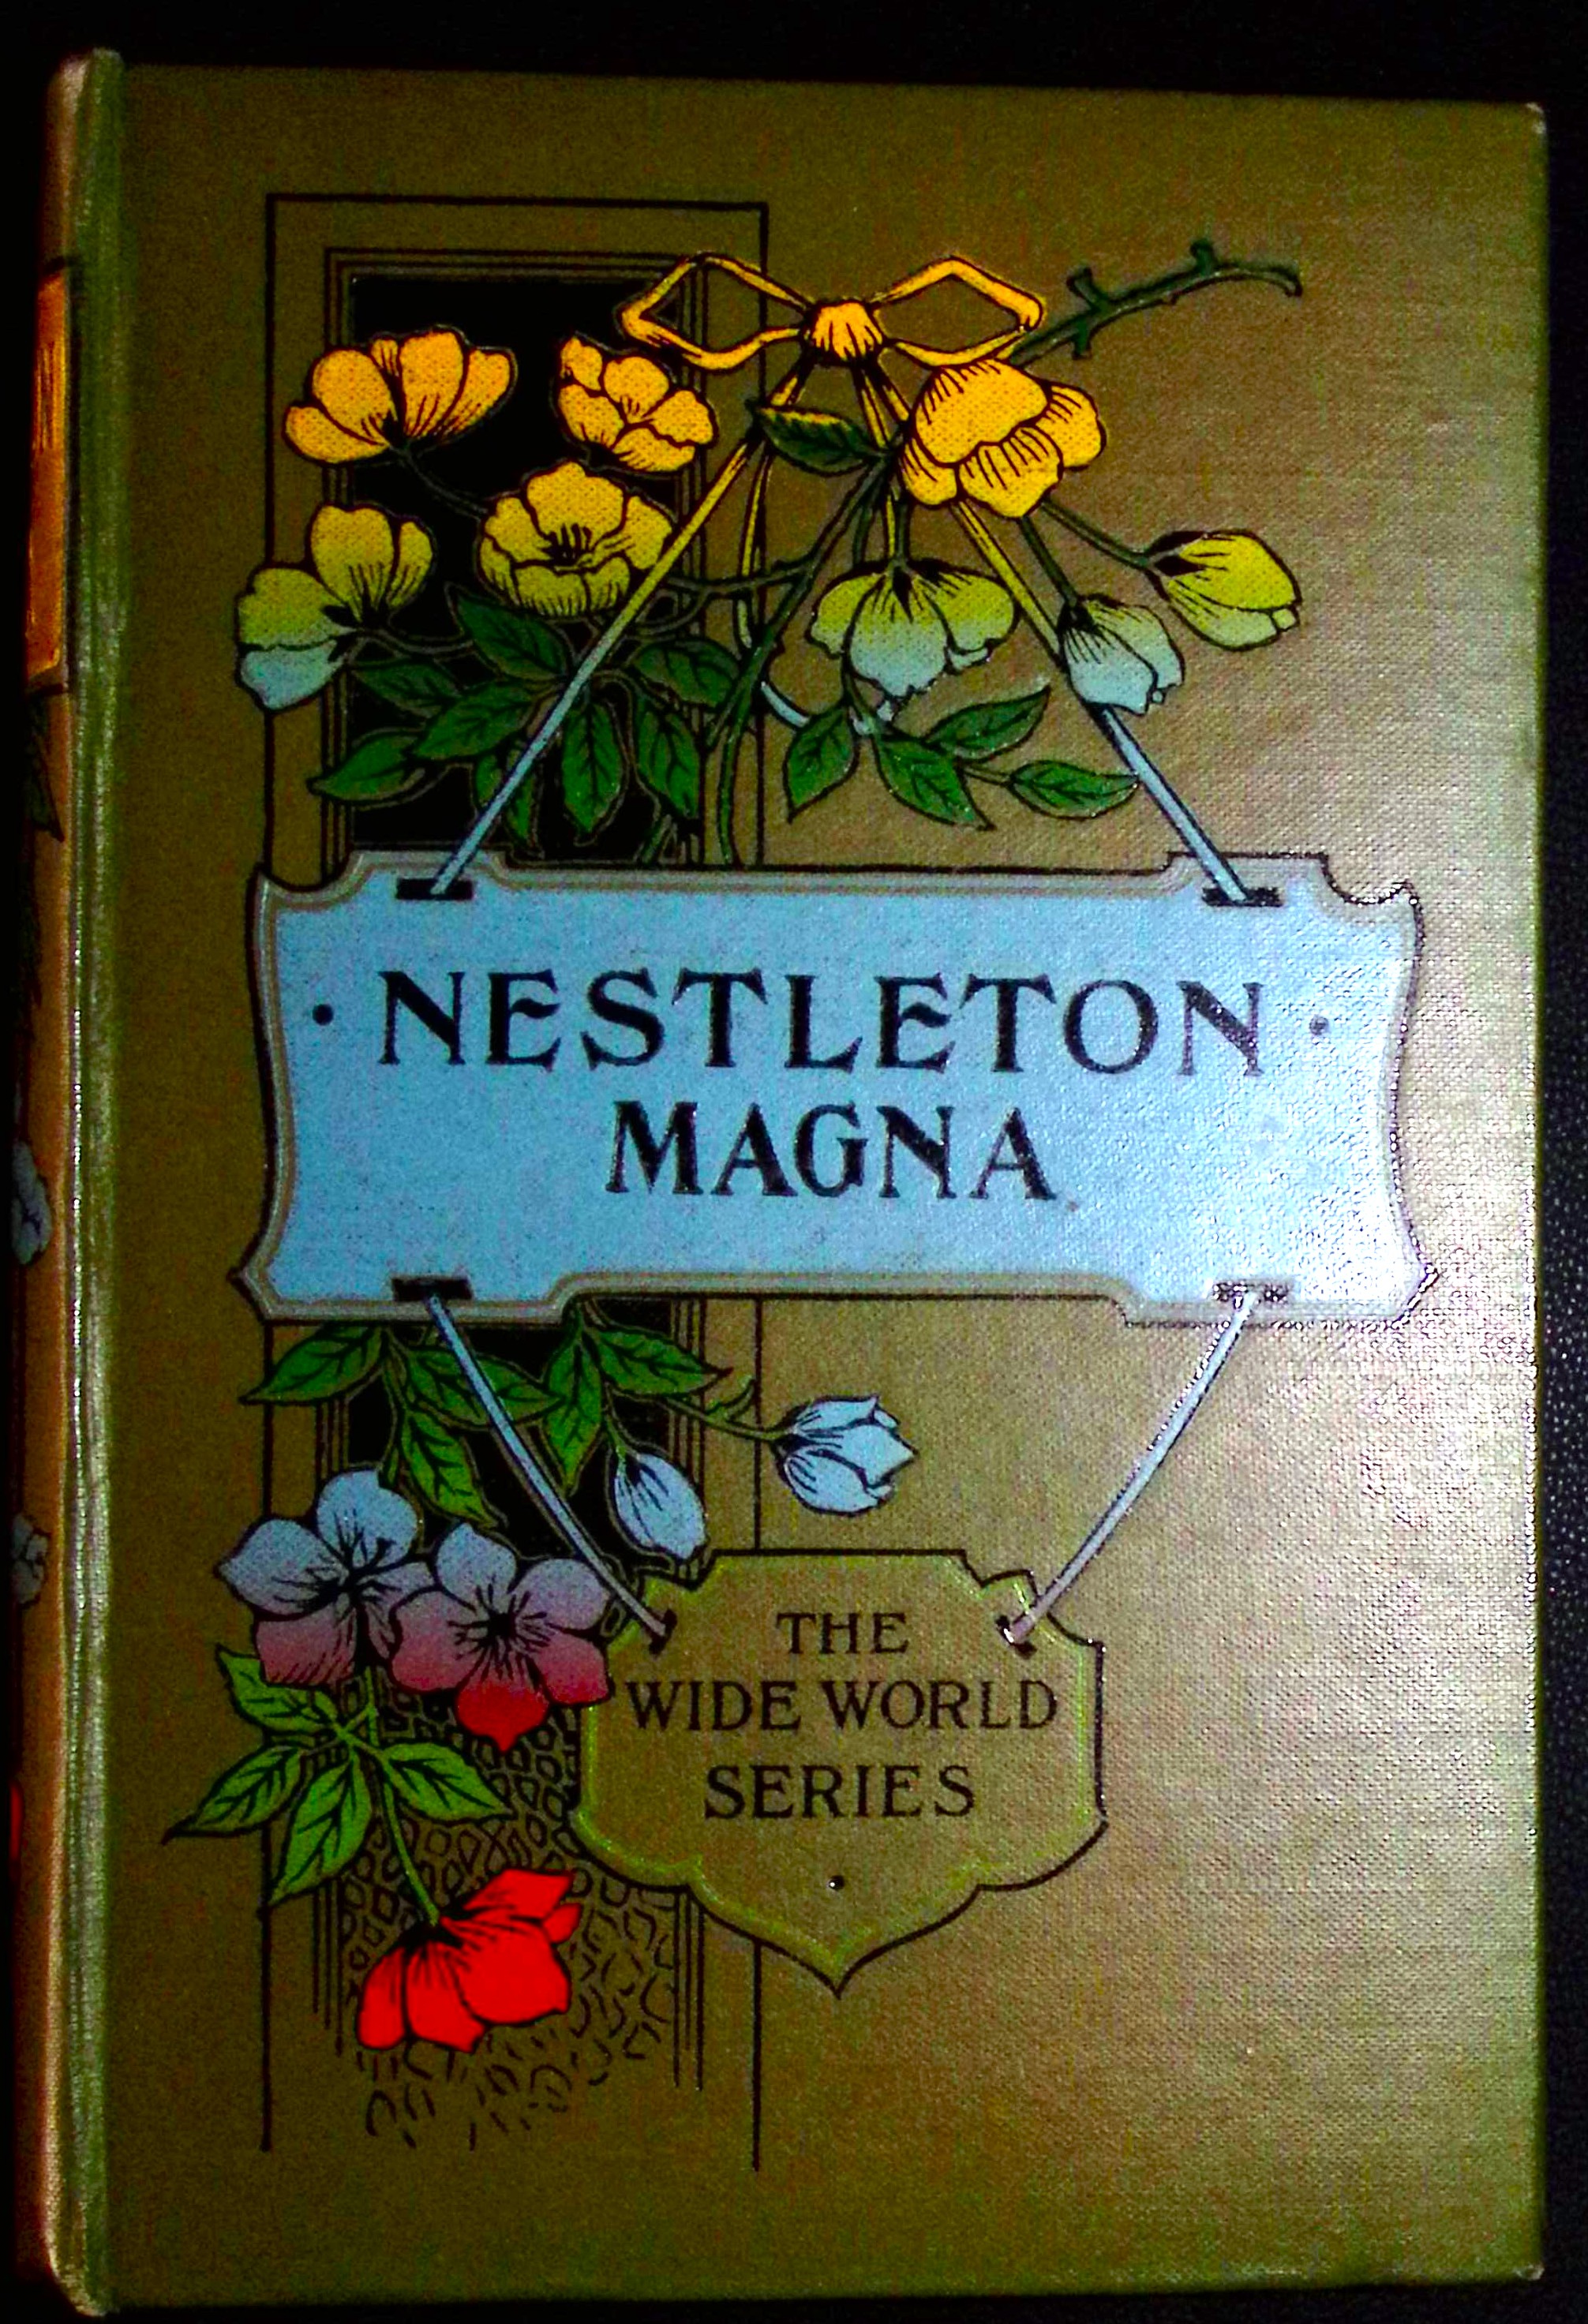 · NESTLETON ·
MAGNA
THE
WIDE WORLD
SERIES